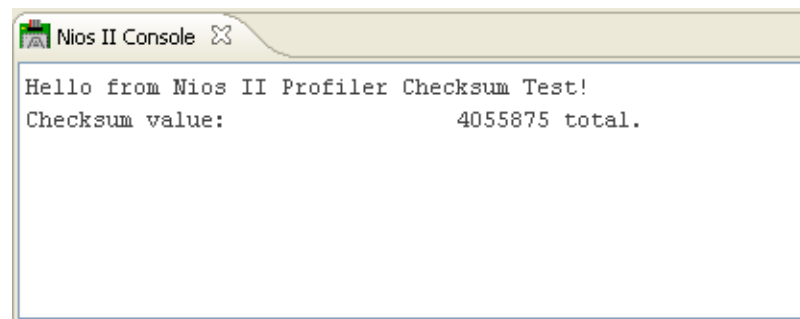 Nios II Console
Hello from Nios II Profiler Checksum Test!
Checksum value:                  4055875 total.